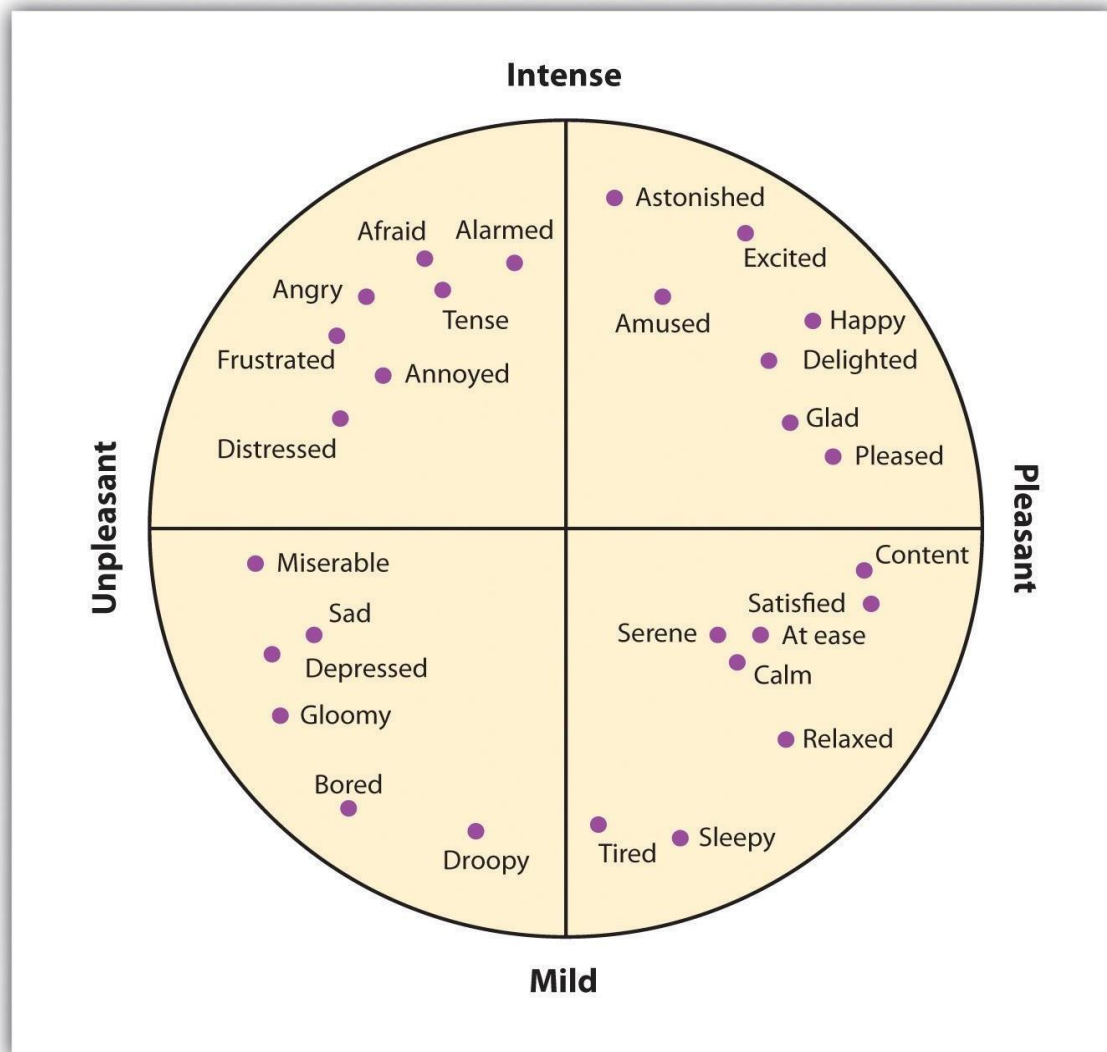 Intense
Astonished
Afraid
Alarmed
Excited
Angry
Tense
Amused
Happy
Frustrated
Delighted
Annoyed
Glad
Distressed
Pleased
Unpleasant
Pleasant
Miserable
Content
Sad
Satisfied
Serene
At ease
Depressed
Calm
Gloomy
Relaxed
Bored
Tired
Sleepy
Droopy
Mild